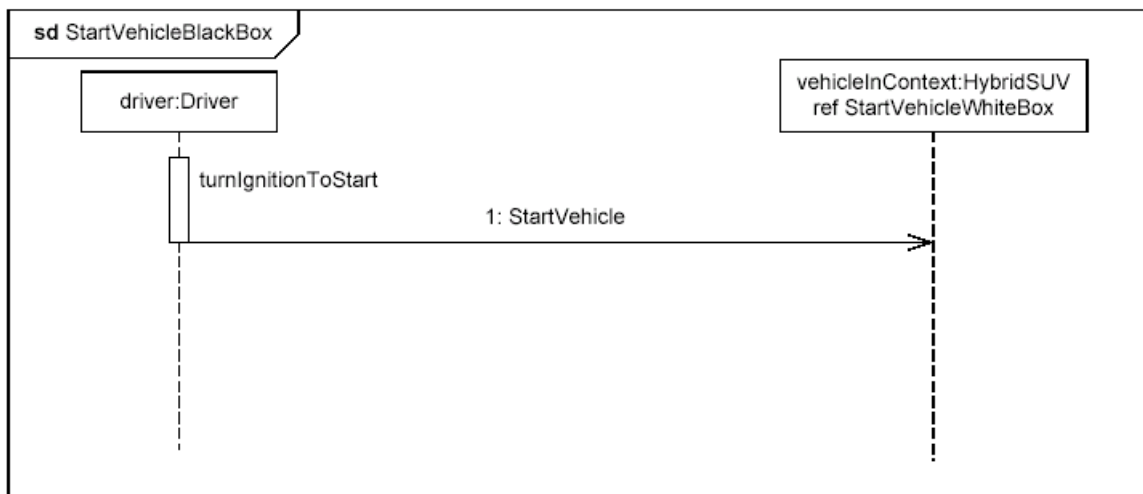 sd StartVehicleBlackBox
driver:Driver
vehicleInContext:HybridSUV
ref StartVehicleWhiteBox
turnIgnitionToStart
1: StartVehicle